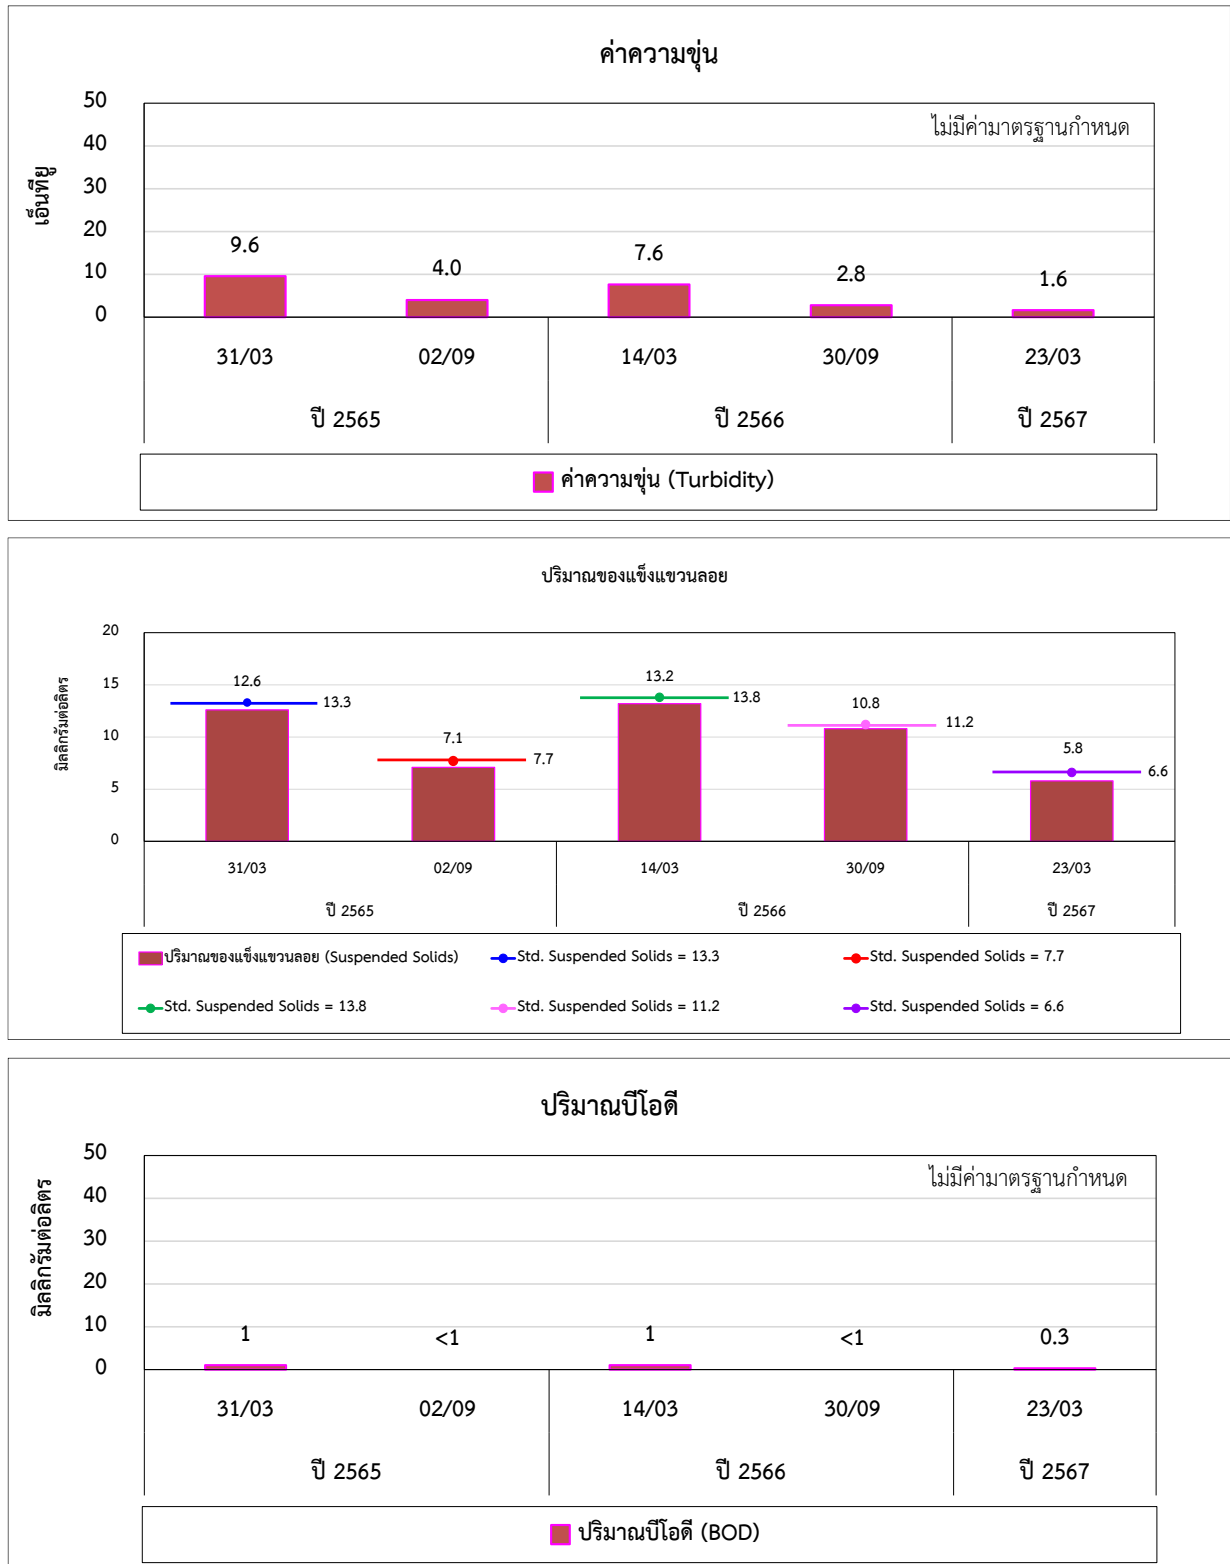 ค่าความขุ่น
ไม่มีค่ามาตรฐานกำหนด
เอ็นทียู
50
40
30
20
10
0
9.6
4.0
7.6
2.8
1.6
31/03 02/09 14/03 30/09 23/03
ปี 2565 ปี 2566 ปี 2567
ค่าความขุ่น (Turbidity)
ปริมาณของแข็งแขวนลอย
มิลลิกรัมต่อลิตร
20
15
10
5
0
12.6 13.3
7.1 7.7
13.2 13.8
10.8 11.2
5.8 6.6
31/03 02/09 14/03 30/09 23/03
ปี 2565 ปี 2566 ปี 2567
ปริมาณของแข็งแขวนลอย (Suspended Solids) Std. Suspended Solids = 13.3 Std. Suspended Solids = 7.7
Std. Suspended Solids = 13.8 Std. Suspended Solids = 11.2 Std. Suspended Solids = 6.6
ปริมาณบีโอดี
ไม่มีค่ามาตรฐานกำหนด
มิลลิกรัมต่อลิตร
50
40
30
20
10
0
1 <1 1 <1 0.3
31/03 02/09 14/03 30/09 23/03
ปี 2565 ปี 2566 ปี 2567
ปริมาณบีโอดี (BOD)